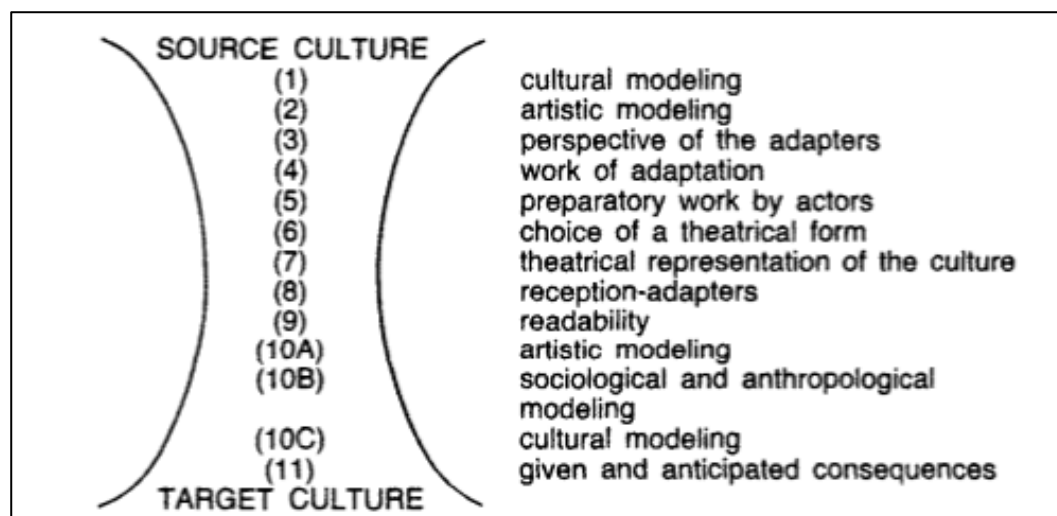 SOURCE CULTURE
(1) cultural modeling
(2) artistic modeling
(3) perspective of the adapters
(4) work of adaptation
(5) preparatory work by actors
(6) choice of a theatrical form
(7) theatrical representation of the culture
(8) reception-adapters
(9) readability
(10A) artistic modeling
(10B) sociological and anthropological
modeling
(10C) cultural modeling
(11) given and anticipated consequences
TARGET CULTURE